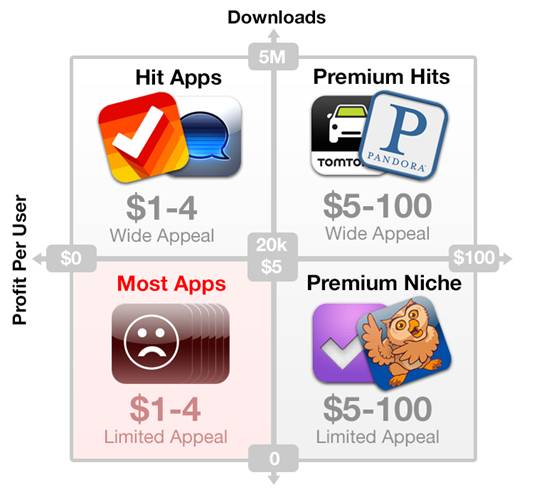 Downloads
5M
Hit Apps
Premium Hits
TOMTO
P
PANDORA
$1-4
Wide Appeal
$5-100
Wide Appeal
Profit Per User
$0
20k
$5
$100
Most Apps
Premium Niche
$1-4
Limited Appeal
$5-100
Limited Appeal
0